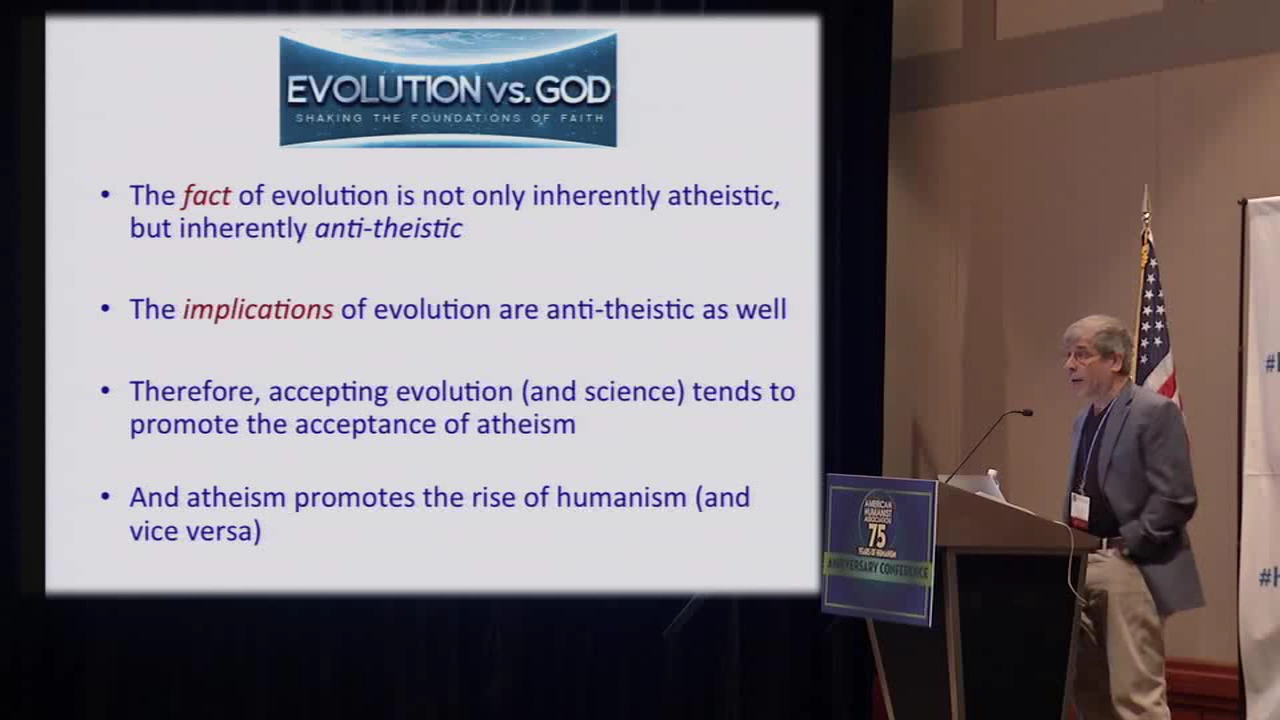 EVOLUTION vs. GOD
SHAKING THE FOUNDATIONS OF FAITH
• The fact of evolution is not only inherently atheistic,
but inherently anti-theistic
• The implications of evolution are anti-theistic as well
• Therefore, accepting evolution (and science) tends to
promote the acceptance of atheism
• And atheism promotes the rise of humanism (and
vice versa)
AMERICAN
HUMANIST
ASSOCIATION
75
YEARS OF HUMANISM
ANNIVERSARY CONFERENCE